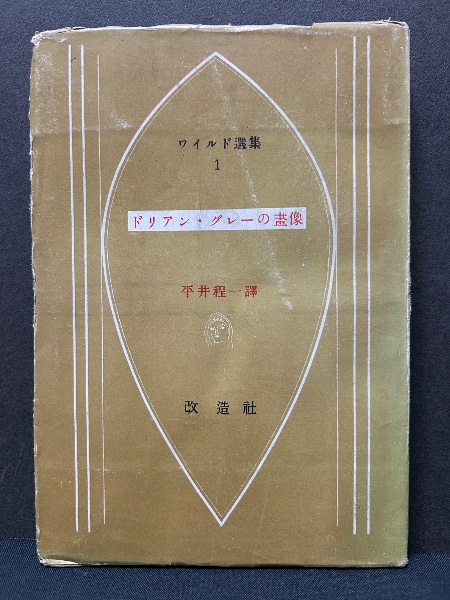 ワイルド選集
1
ドリアン・グレーの畫像
平井程一譯
改造社